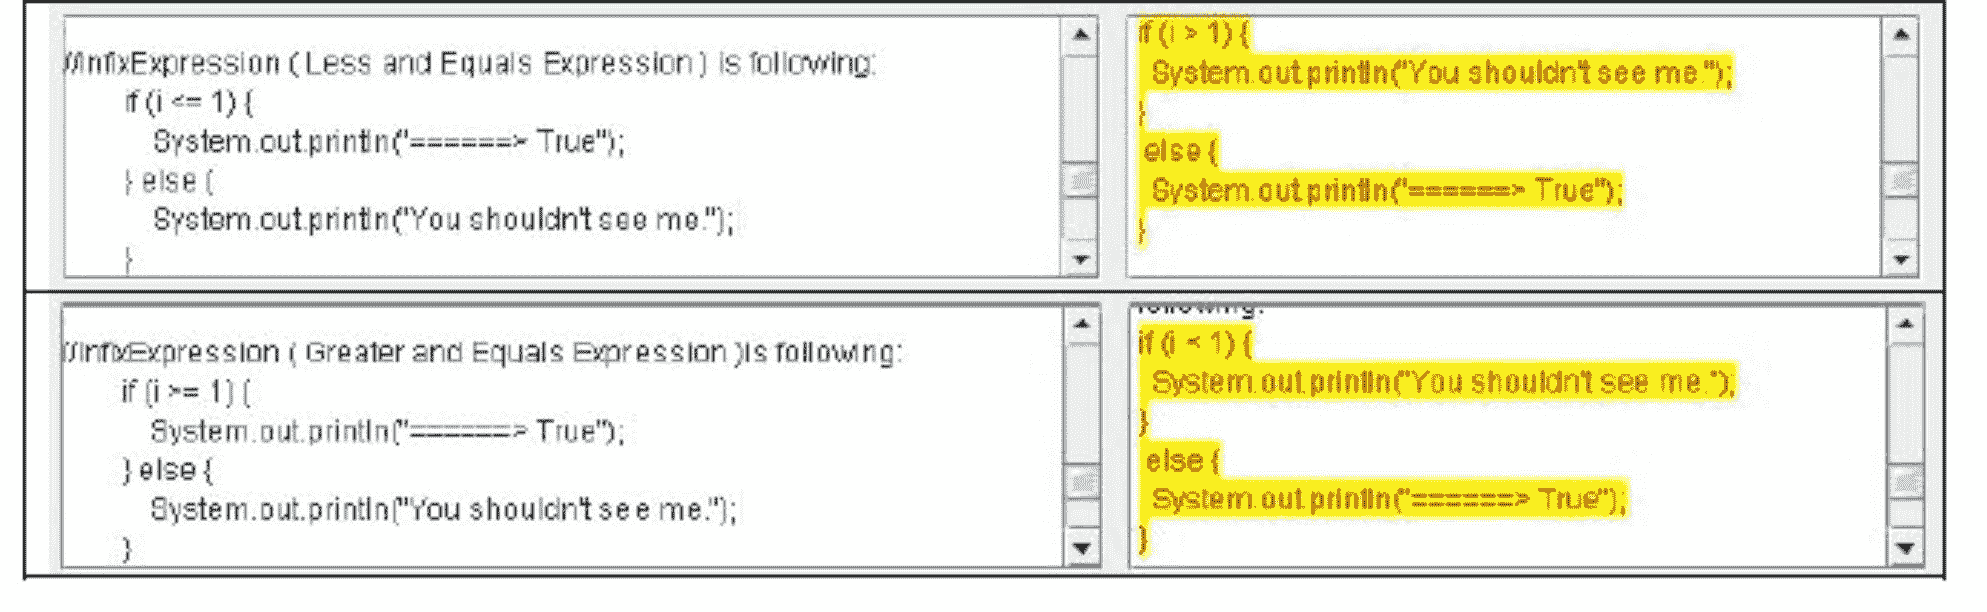 //InfixExpression ( Less and Equals Expression ) is following:
if (i <= 1) {
System.out.println("======> True");
} else {
System.out.println("You shouldn't see me.");
}
if (i > 1) {
System.out.println("You shouldn't see me.");
}
else {
System.out.println("======> True");
}
//InfixExpression ( Greater and Equals Expression )is following:
if (i >= 1) {
System.out.println("======> True");
} else {
System.out.println("You shouldn't see me.");
}
following:
if (i < 1) {
System.out.println("You shouldn't see me.");
}
else {
System.out.println("======> True");
}